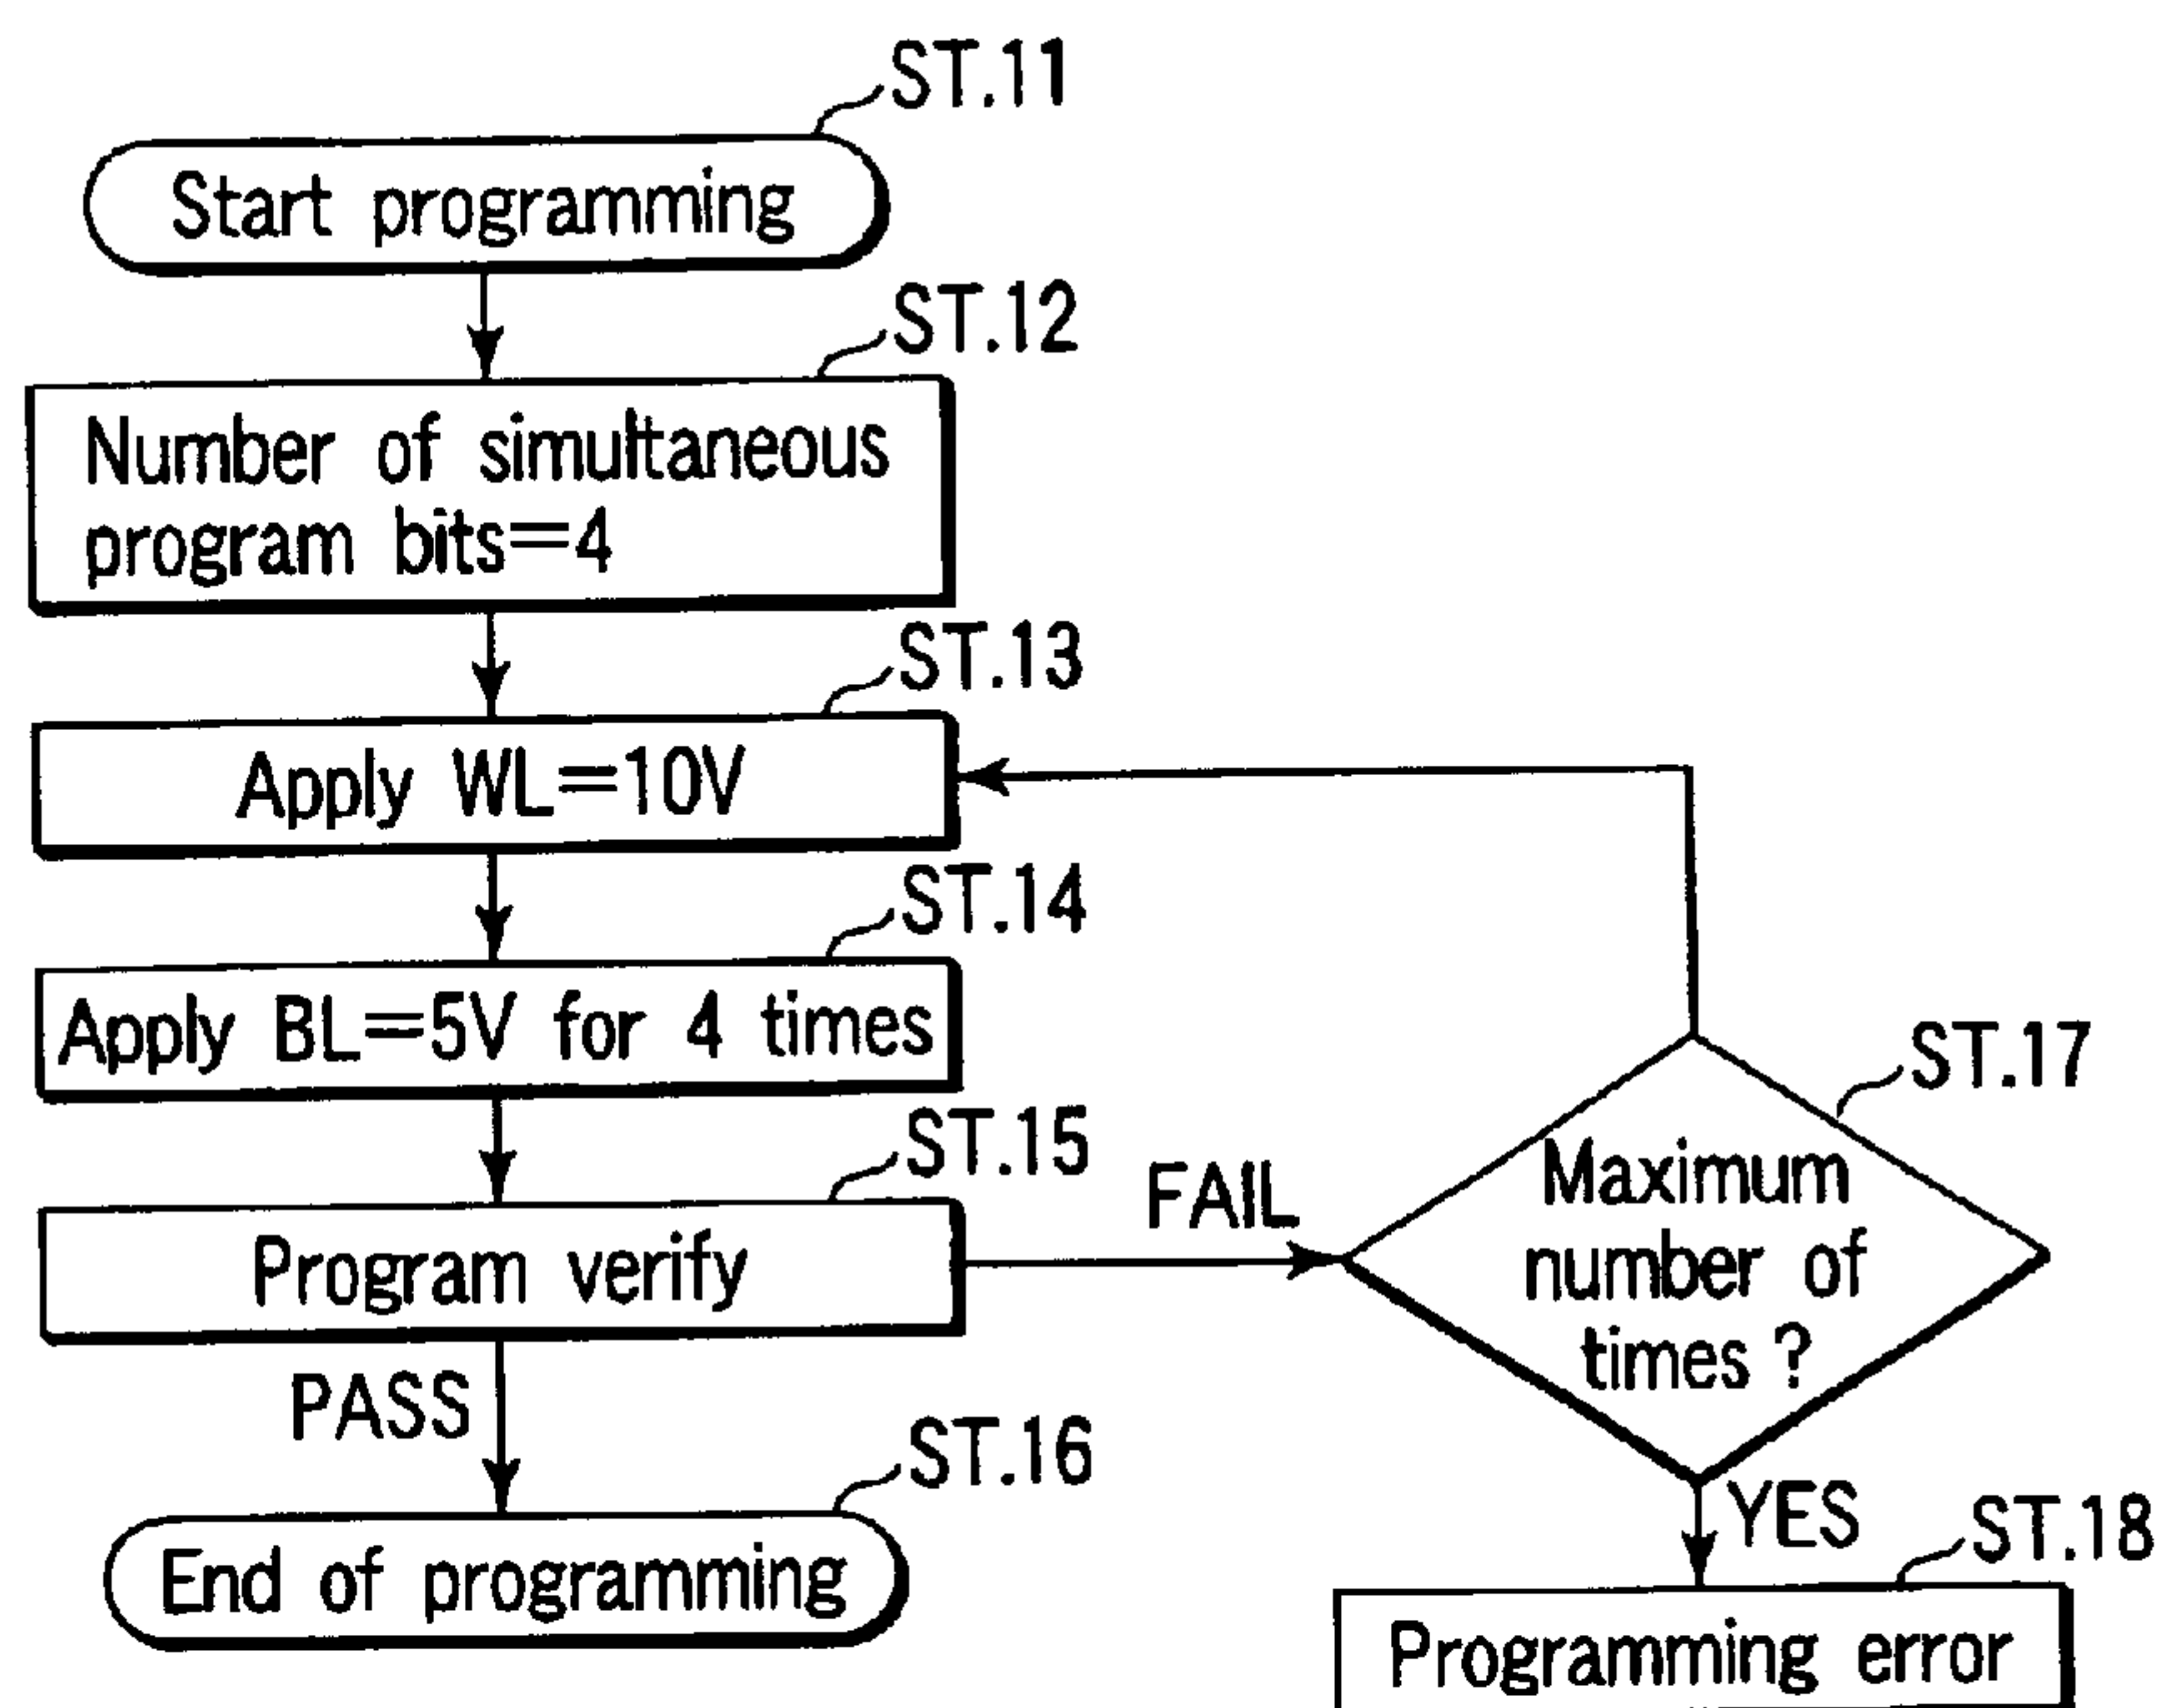 ST.11
Start programming
ST.12
Number of simultaneous
program bits=4
ST.13
Apply WL=10V
ST.14
Apply BL=5V for 4 times
ST.15
Program verify
FAIL
ST.17
Maximum
number of
times ?
PASS
ST.16
End of programming
YES
ST.18
Programming error